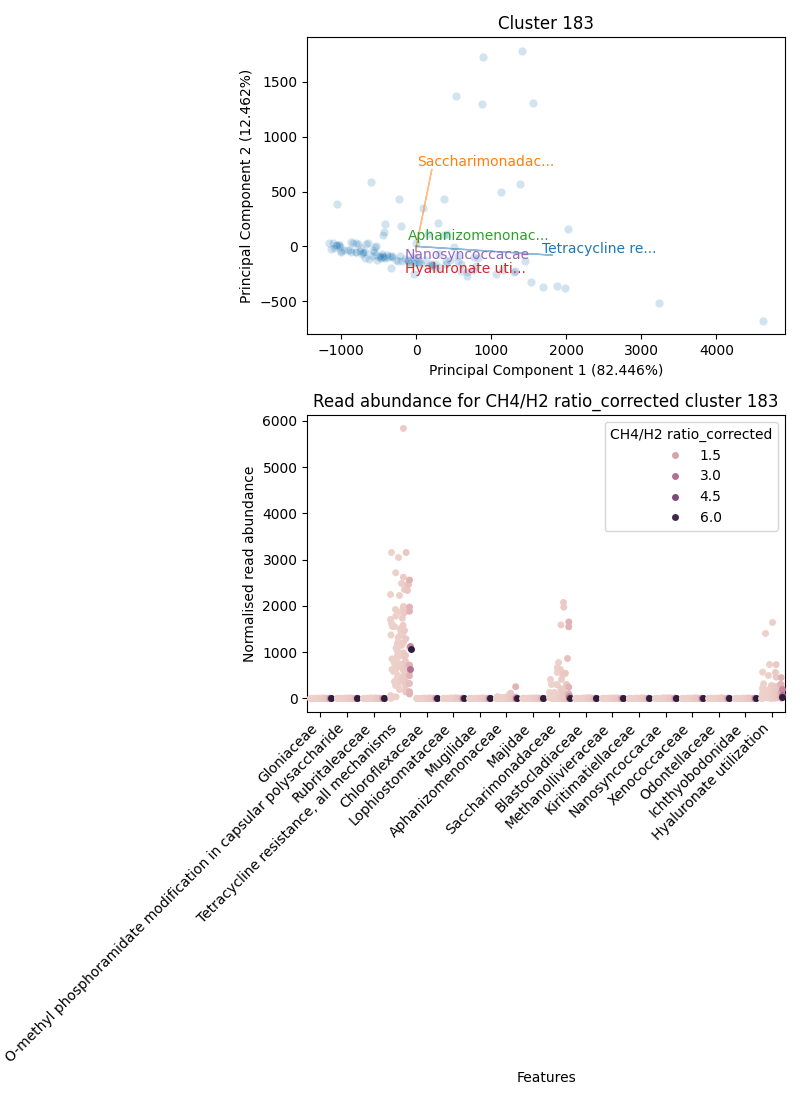 Cluster 183
Principal Component 2 (12.462%)
1500
1000
500
0
−500
Saccharimonadac...
Aphanizomenonac...
Nanosyncoccacae
Tetracycline re...
Hyaluronate uti...
−1000
0
1000
2000
3000
4000
Principal Component 1 (82.446%)
Read abundance for CH4/H2 ratio_corrected cluster 183
Normalised read abundance
6000
5000
4000
3000
2000
1000
0
CH4/H2 ratio_corrected
1.5
3.0
4.5
6.0
Gloniaceae
O-methyl phosphoramidate modification in capsular polysaccharide
Rubritaleaceae
Tetracycline resistance, all mechanisms
Chloroflexaceae
Lophiostomataceae
Mugilidae
Aphanizomenonaceae
Majidae
Saccharimonadaceae
Blastocladiaceae
Methanollivieraceae
Kiritimatiellaceae
Nanosyncoccacae
Xenococcaceae
Odontellaceae
Ichthyobodonidae
Hyaluronate utilization
Features